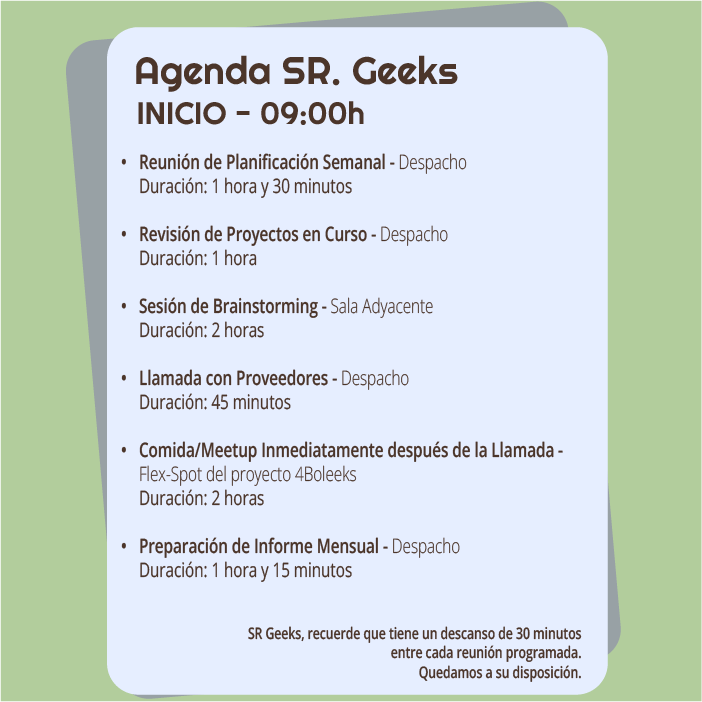 Agenda SR. Geeks
INICIO - 09:00h
• Reunión de Planificación Semanal - Despacho
Duración: 1 hora y 30 minutos
• Revisión de Proyectos en Curso - Despacho
Duración: 1 hora
• Sesión de Brainstorming - Sala Adyacente
Duración: 2 horas
• Llamada con Proveedores - Despacho
Duración: 45 minutos
• Comida/Meetup Inmediatamente después de la Llamada -
Flex-Spot del proyecto 4Boleeks
Duración: 2 horas
• Preparación de Informe Mensual - Despacho
Duración: 1 hora y 15 minutos
SR Geeks, recuerde que tiene un descanso de 30 minutos
entre cada reunión programada.
Quedamos a su disposición.